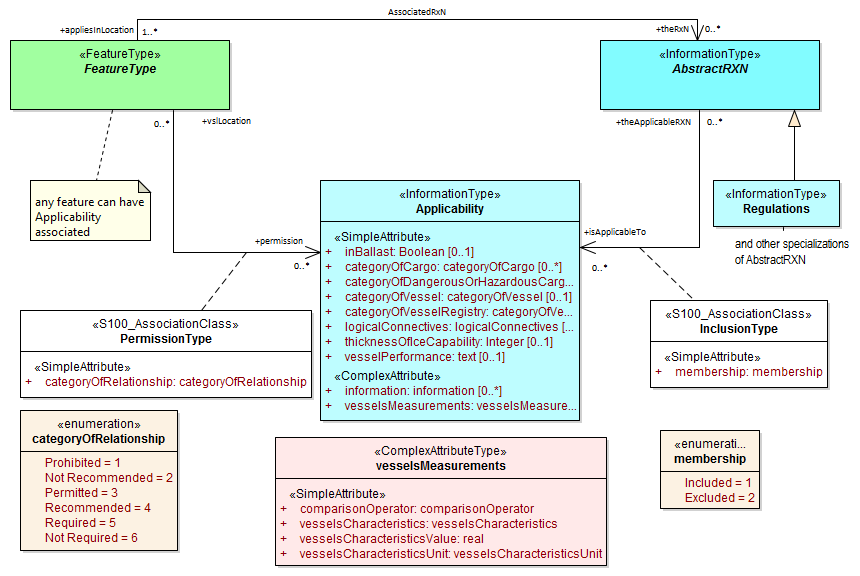 AssociatedRxN
+appliesInLocation 1..*
+theRxN 0..*
«FeatureType»
FeatureType
«InformationType»
AbstractRXN
0..* +vslLocation
+theApplicableRXN 0..*
any feature can have
Applicability
associated
«InformationType»
Applicability
«SimpleAttribute»
+ inBallast: Boolean [0..1]
+ categoryOfCargo: categoryOfCargo [0..*]
+ categoryOfDangerousOrHazardousCarg...
+ categoryOfVessel: categoryOfVessel [0..1]
+ categoryOfVesselRegistry: categoryOfVe...
+ logicalConnectives: logicalConnectives [...
+ thicknessOfIceCapability: Integer [0..1]
+ vesselPerformance: text [0..1]
«ComplexAttribute»
+ information: information [0..*]
+ vesselsMeasurements: vesselsMeasure...
«InformationType»
Regulations
and other specializations
of AbstractRXN
+permission
0..*
+isApplicableTo
0..*
«S100_AssociationClass»
PermissionType
«SimpleAttribute»
+ categoryOfRelationship: categoryOfRelationship
«S100_AssociationClass»
InclusionType
«SimpleAttribute»
+ membership: membership
«enumeration»
categoryOfRelationship
Prohibited = 1
Not Recommended = 2
Permitted = 3
Recommended = 4
Required = 5
Not Required = 6
«ComplexAttributeType»
vesselsMeasurements
«SimpleAttribute»
+ comparisonOperator: comparisonOperator
+ vesselsCharacteristics: vesselsCharacteristics
+ vesselsCharacteristicsValue: real
+ vesselsCharacteristicsUnit: vesselsCharacteristicsUnit
«enumerati...
membership
Included = 1
Excluded = 2